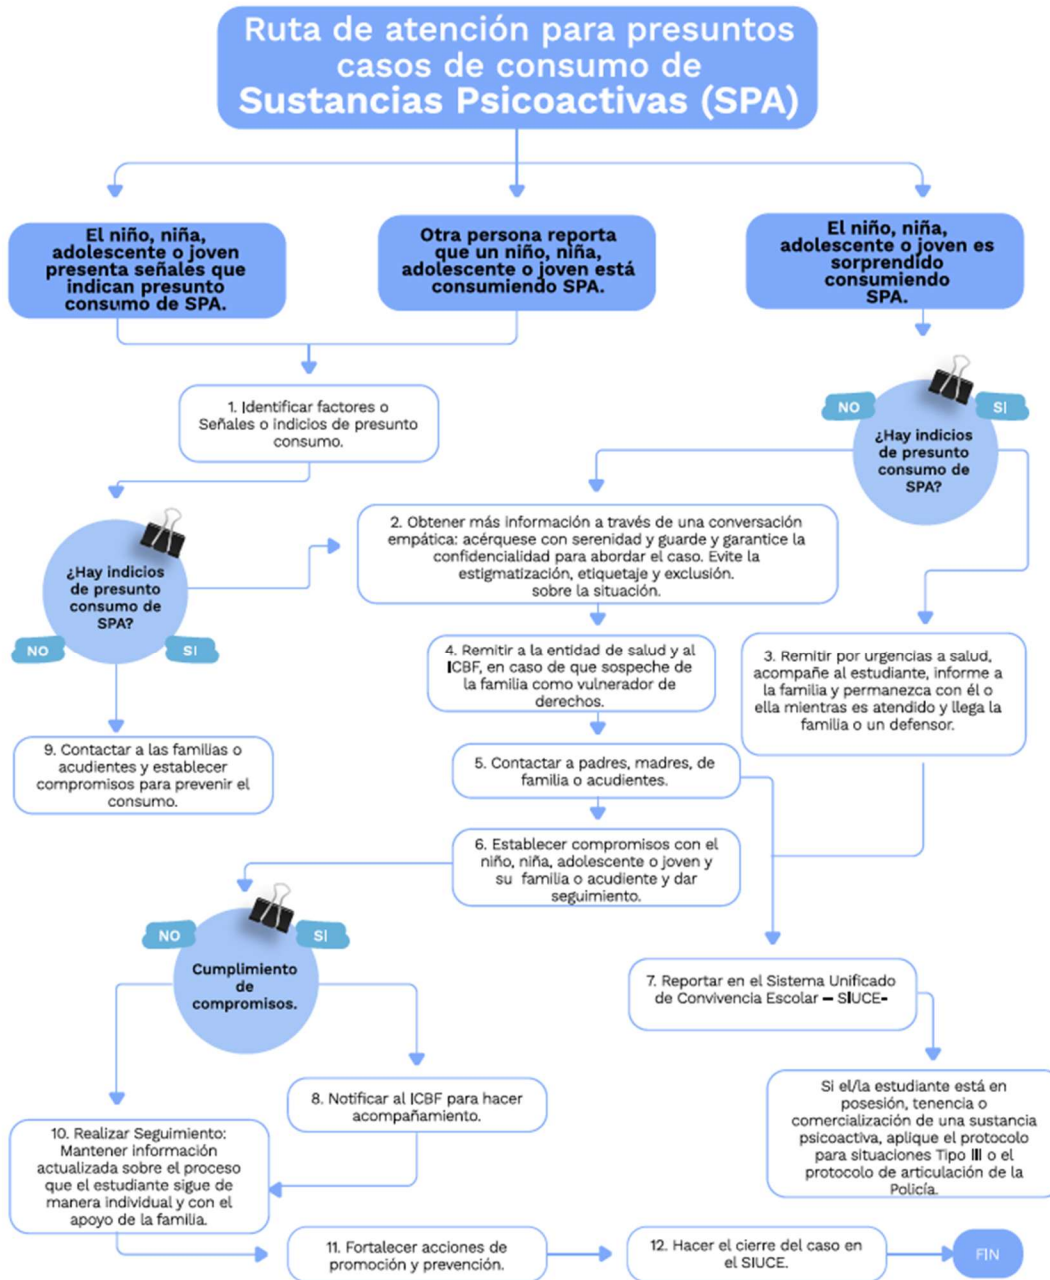 Ruta de atención para presuntos
casos de consumo de
Sustancias Psicoactivas (SPA)
El niño, niña,
adolescente o joven
presenta señales que
indican presunto
consumo de SPA.
Otra persona reporta
que un niño, niña,
adolescente o joven está
consumiendo SPA.
El niño, niña,
adolescente o joven es
sorprendido
consumiendo
SPA.
1. Identificar factores o
Señales o indicios de presunto
consumo.
NO
SI
¿Hay indicios
de presunto
consumo de
SPA?
2. Obtener más información a través de una conversación
empática: acérquese con serenidad y guarde y garantice la
confidencialidad para abordar el caso. Evite la
estigmatización, etiquetaje y exclusión.
sobre la situación.
¿Hay indicios
de presunto
consumo de
SPA?
NO
SI
4. Remitir a la entidad de salud y al
ICBF, en caso de que sospeche de
la familia como vulnerador de
derechos.
3. Remitir por urgencias a salud,
acompañe al estudiante, informe a
la familia y permanezca con él o
ella mientras es atendido y llega la
familia o un defensor.
9. Contactar a las familias o
acudientes y establecer
compromisos para prevenir el
consumo.
5. Contactar a padres, madres, de
familia o acudientes.
6. Establecer compromisos con el
niño, niña, adolescente o joven y
su familia o acudiente y dar
seguimiento.
NO
SI
Cumplimiento
de
compromisos.
7. Reportar en el Sistema Unificado
de Convivencia Escolar – SIUCE-
8. Notificar al ICBF para hacer
acompañamiento.
Si el/la estudiante está en
posesión, tenencia o
comercialización de una sustancia
psicoactiva, aplique el protocolo
para situaciones Tipo III o el
protocolo de articulación de la
Policía.
10. Realizar Seguimiento:
Mantener información
actualizada sobre el proceso
que el estudiante sigue de
manera individual y con el
apoyo de la familia.
11. Fortalecer acciones de
promoción y prevención.
12. Hacer el cierre del caso en
el SIUCE.
FIN